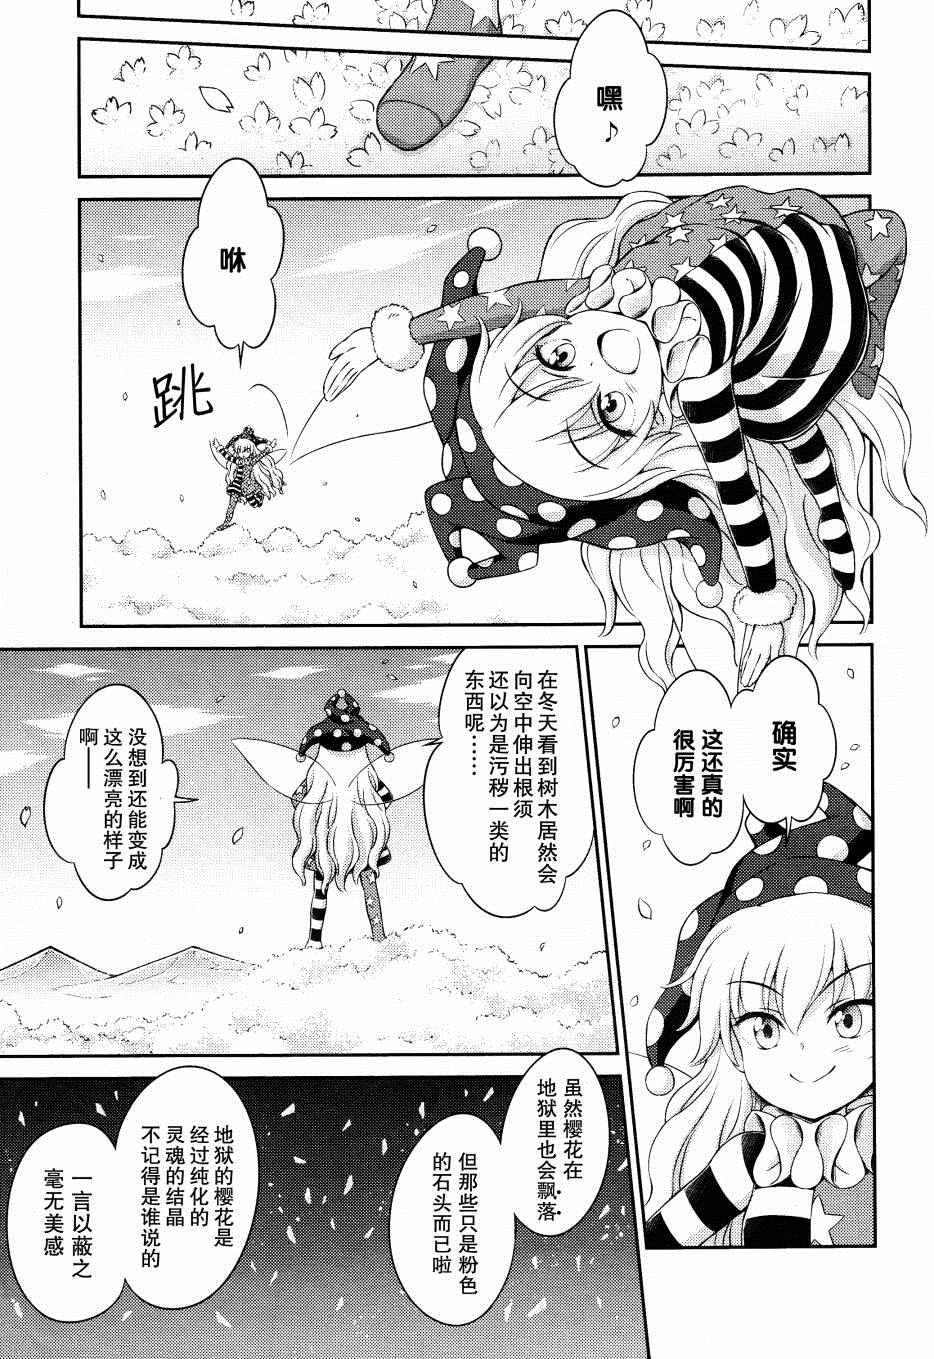 嘿♪
咻
跳
确实
这还真的
很厉害啊
在冬天看到树木居然会
向空中伸出根须
还以为是污秽一类的
东西呢……
没想到还能变成
这么漂亮的样子
啊——
虽然樱花在
地狱里也会飘落
但那些只是粉色
的石头而已啦
地狱的樱花是
经过纯化的
灵魂的结晶
不记得是谁说的
一言以蔽之
毫无美感